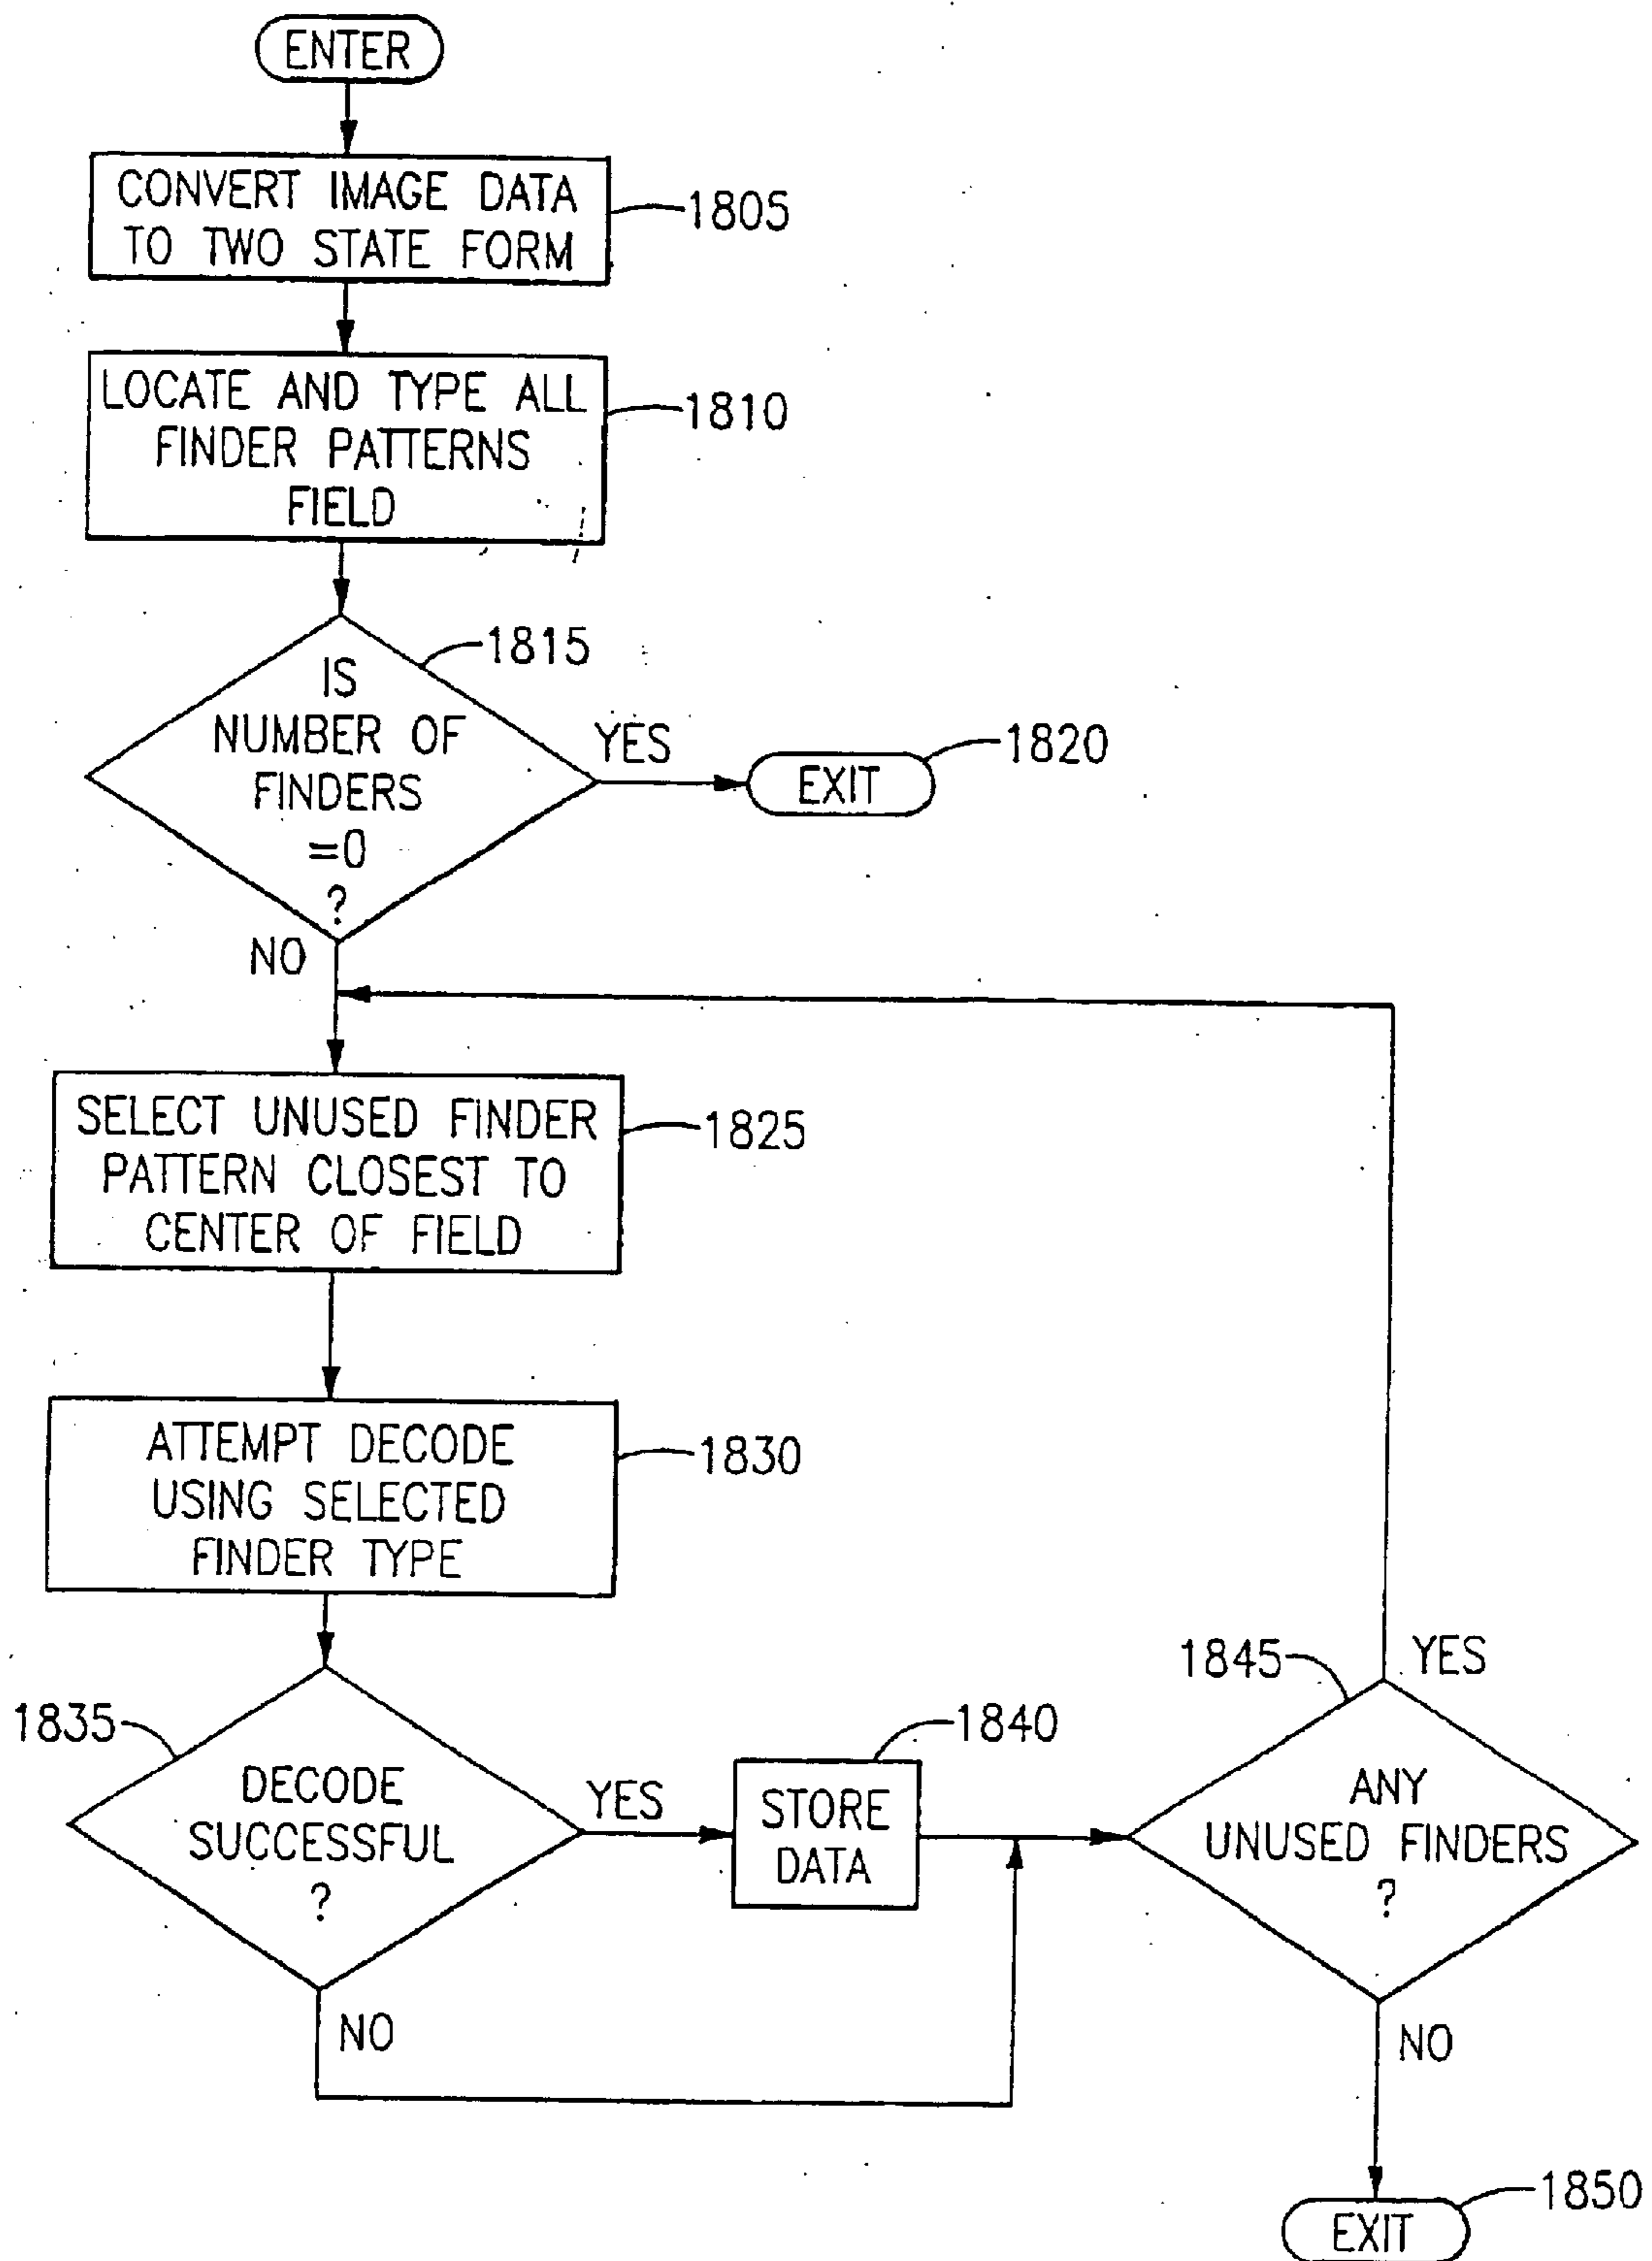 ENTER
CONVERT IMAGE DATA
TO TWO STATE FORM
1805
LOCATE AND TYPE ALL
FINDER PATTERNS
FIELD
1810
IS
NUMBER OF
FINDERS
=0
?
1815
YES
EXIT
1820
NO
SELECT UNUSED FINDER
PATTERN CLOSEST TO
CENTER OF FIELD
1825
ATTEMPT DECODE
USING SELECTED
FINDER TYPE
1830
1835
DECODE
SUCCESSFUL
?
YES
NO
1840
STORE
DATA
1845
YES
ANY
UNUSED FINDERS
?
NO
1850
EXIT